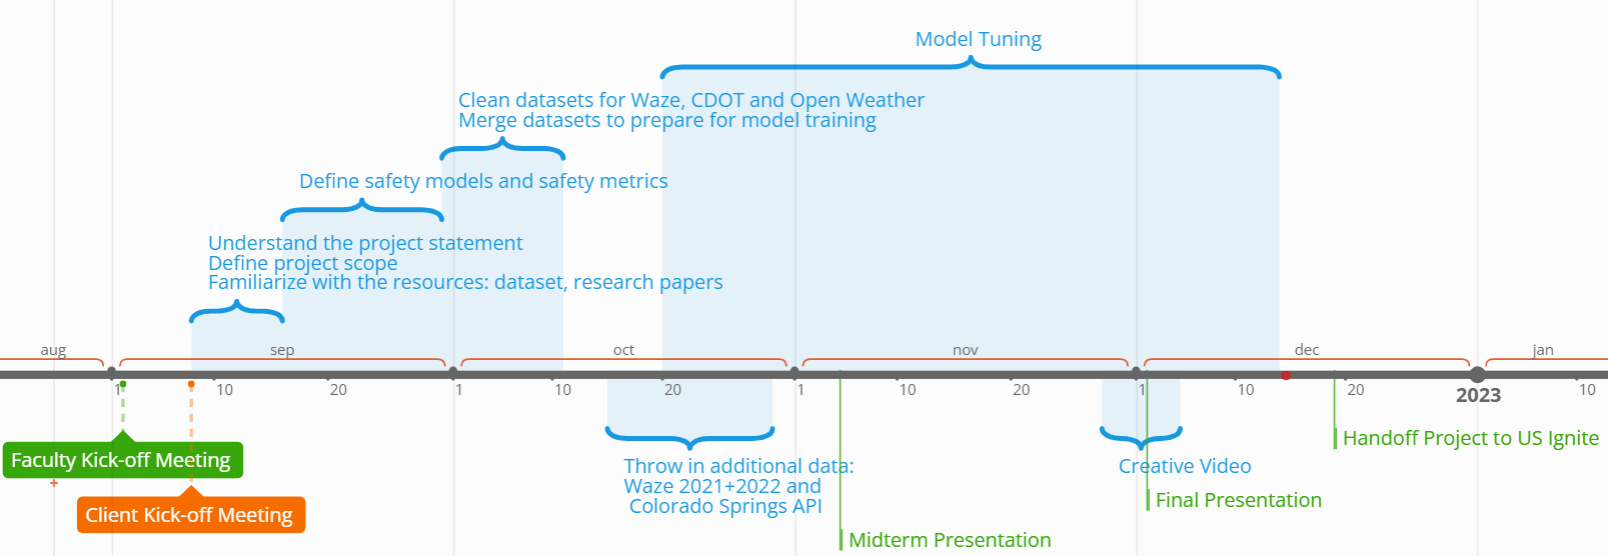 Model Tuning
Clean datasets for Waze, CDOT and Open Weather
Merge datasets to prepare for model training
Define safety models and safety metrics
Understand the project statement
Define project scope
Familiarize with the resources: dataset, research papers
aug sep oct nov dec jan
1 10 20 1 10 20 1 10 20 1 10 20 2023 10
Faculty Kick-off Meeting
Client Kick-off Meeting
Throw in additional data:
Waze 2021+2022 and
Colorado Springs API
Midterm Presentation
Creative Video
Final Presentation
Handoff Project to US Ignite